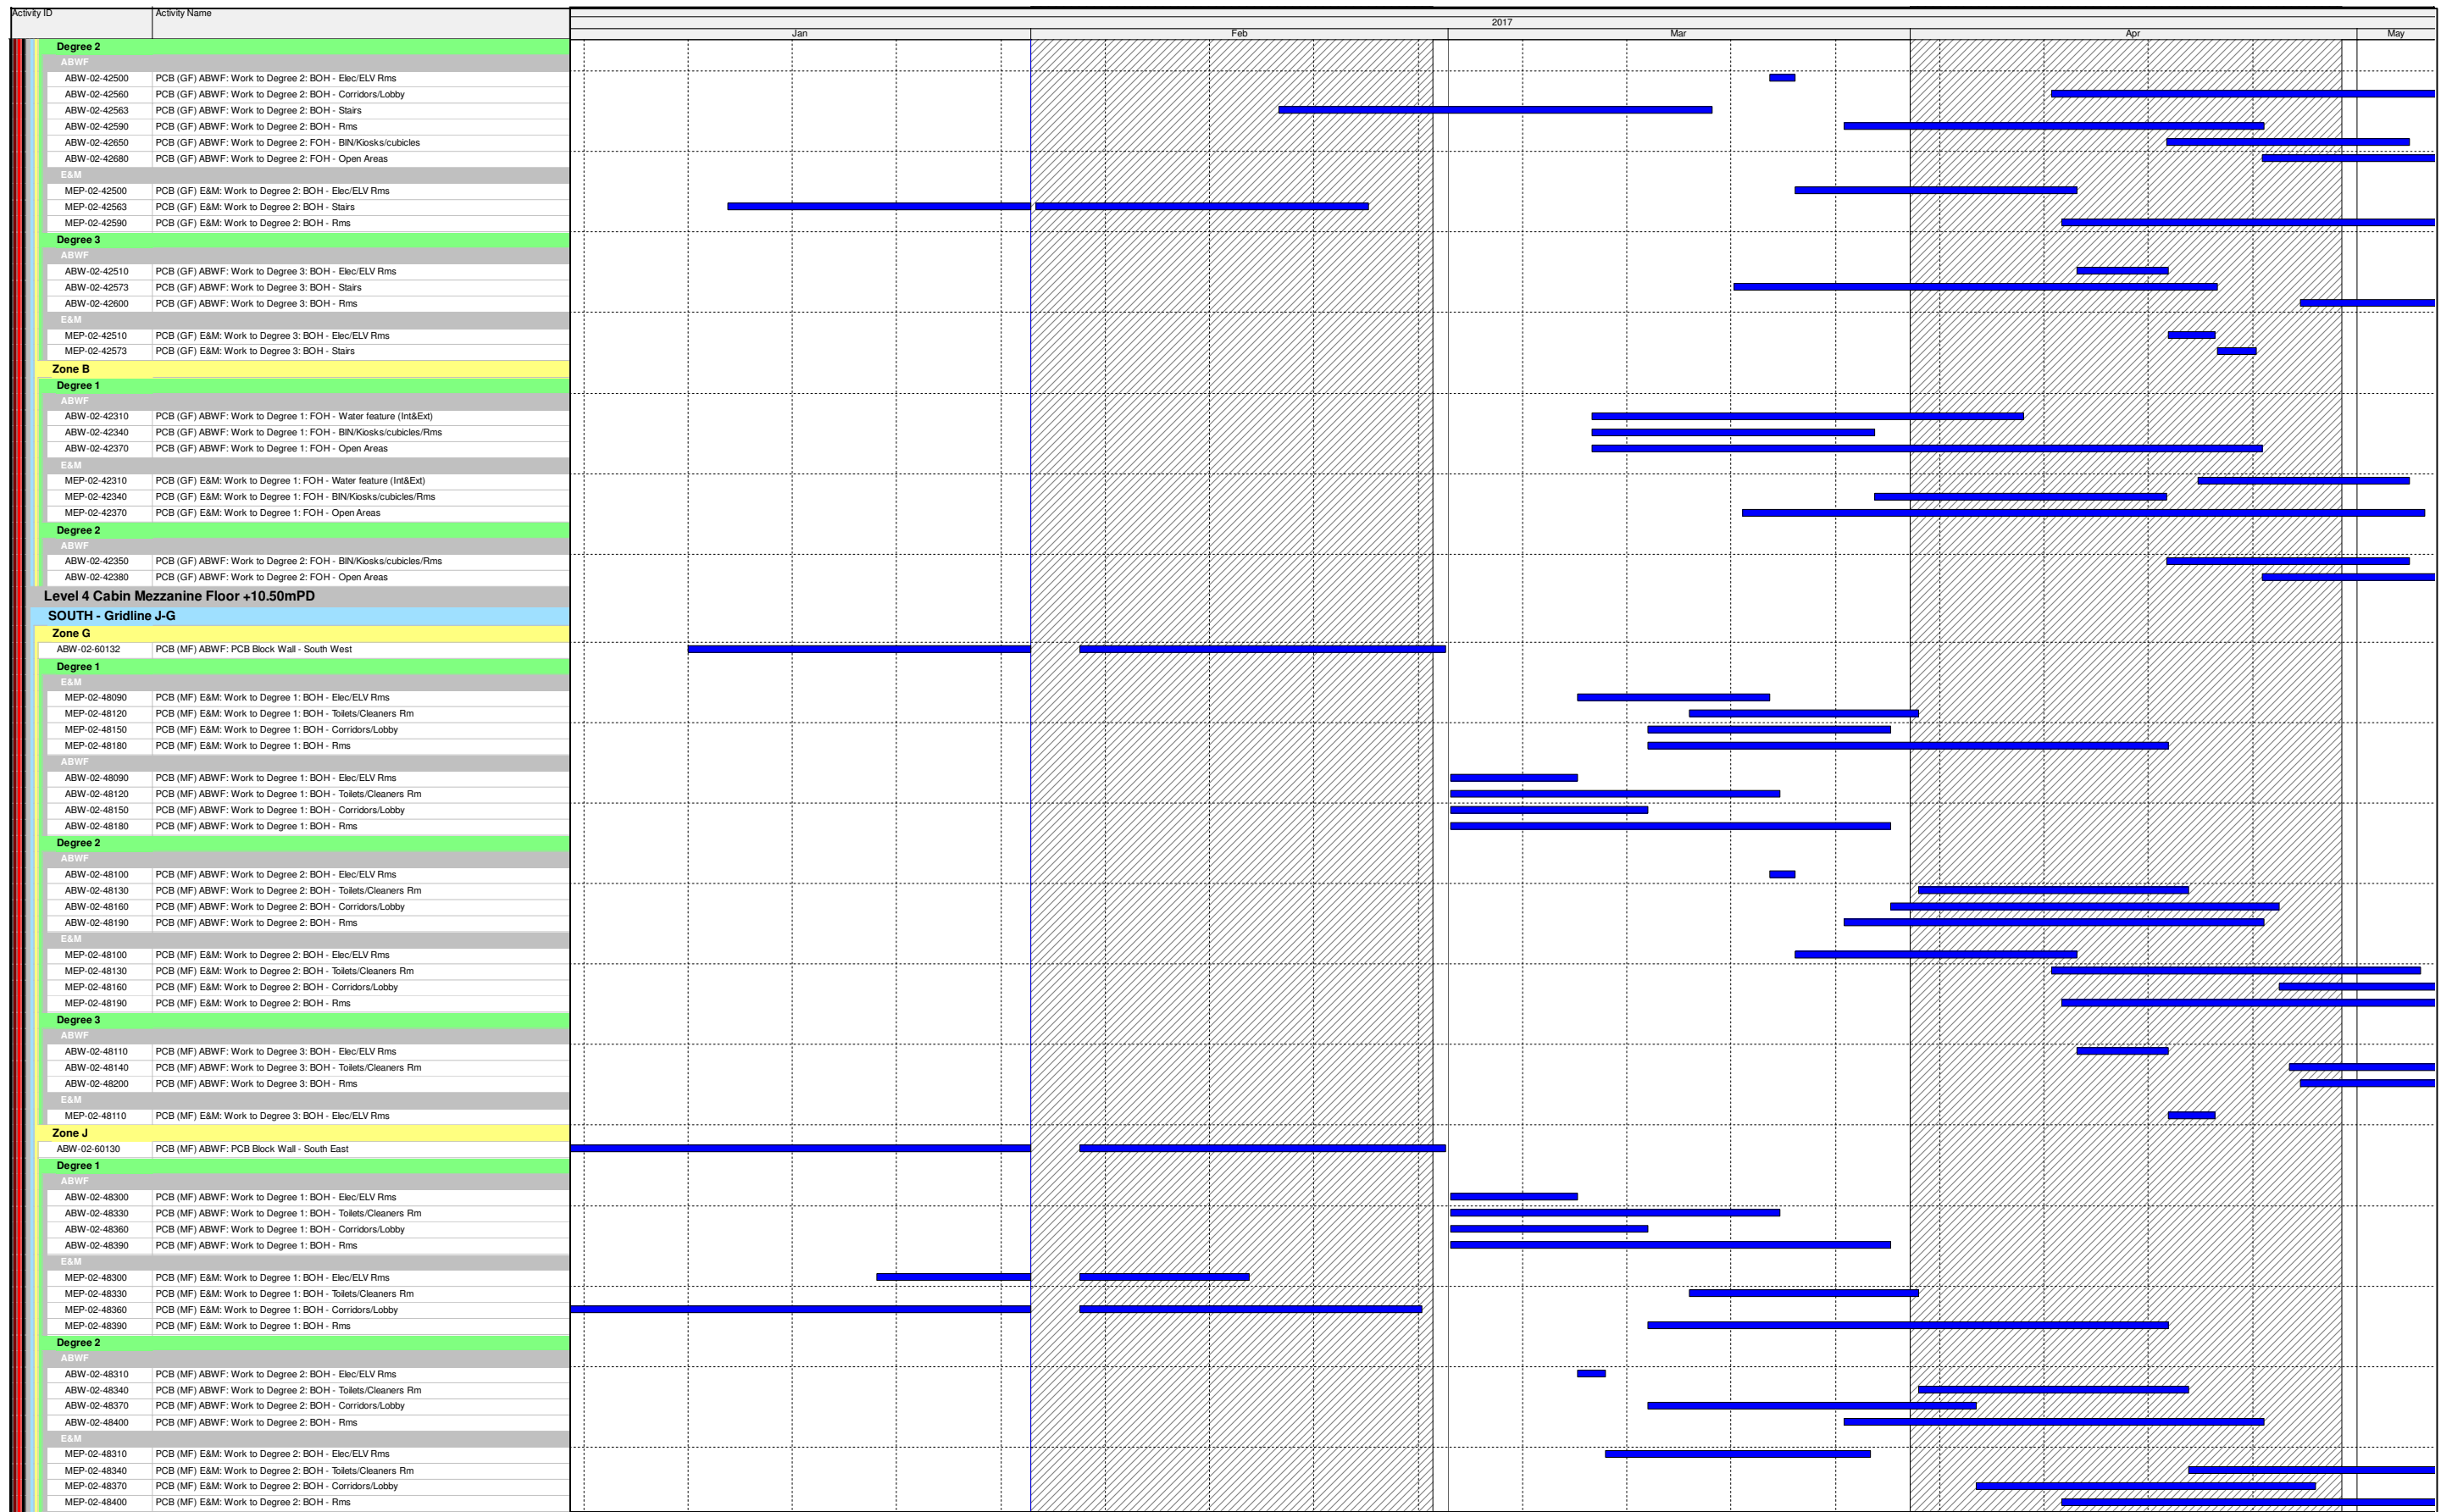 Activity ID Activity Name
2017
Jan Feb Mar Apr May
Degree 2
ABWF
ABW-02-42500 PCB (GF) ABWF: Work to Degree 2: BOH - Elec/ELV Rms
ABW-02-42560 PCB (GF) ABWF: Work to Degree 2: BOH - Corridors/Lobby
ABW-02-42563 PCB (GF) ABWF: Work to Degree 2: BOH - Stairs
ABW-02-42590 PCB (GF) ABWF: Work to Degree 2: BOH - Rms
ABW-02-42650 PCB (GF) ABWF: Work to Degree 2: FOH - BIN/Kiosks/cubicles
ABW-02-42680 PCB (GF) ABWF: Work to Degree 2: FOH - Open Areas
E&M
MEP-02-42500 PCB (GF) E&M: Work to Degree 2: BOH - Elec/ELV Rms
MEP-02-42563 PCB (GF) E&M: Work to Degree 2: BOH - Stairs
MEP-02-42590 PCB (GF) E&M: Work to Degree 2: BOH - Rms
Degree 3
ABWF
ABW-02-42510 PCB (GF) ABWF: Work to Degree 3: BOH - Elec/ELV Rms
ABW-02-42573 PCB (GF) ABWF: Work to Degree 3: BOH - Stairs
ABW-02-42600 PCB (GF) ABWF: Work to Degree 3: BOH - Rms
E&M
MEP-02-42510 PCB (GF) E&M: Work to Degree 3: BOH - Elec/ELV Rms
MEP-02-42573 PCB (GF) E&M: Work to Degree 3: BOH - Stairs
Zone B
Degree 1
ABWF
ABW-02-42310 PCB (GF) ABWF: Work to Degree 1: FOH - Water feature (Int&Ext)
ABW-02-42340 PCB (GF) ABWF: Work to Degree 1: FOH - BIN/Kiosks/cubicles/Rms
ABW-02-42370 PCB (GF) ABWF: Work to Degree 1: FOH - Open Areas
E&M
MEP-02-42310 PCB (GF) E&M: Work to Degree 1: FOH - Water feature (Int&Ext)
MEP-02-42340 PCB (GF) E&M: Work to Degree 1: FOH - BIN/Kiosks/cubicles/Rms
MEP-02-42370 PCB (GF) E&M: Work to Degree 1: FOH - Open Areas
Degree 2
ABWF
ABW-02-42350 PCB (GF) ABWF: Work to Degree 2: FOH - BIN/Kiosks/cubicles/Rms
ABW-02-42380 PCB (GF) ABWF: Work to Degree 2: FOH - Open Areas
Level 4 Cabin Mezzanine Floor +10.50mPD
SOUTH - Gridline J-G
Zone G
ABW-02-60132 PCB (MF) ABWF: PCB Block Wall - South West
Degree 1
E&M
MEP-02-48090 PCB (MF) E&M: Work to Degree 1: BOH - Elec/ELV Rms
MEP-02-48120 PCB (MF) E&M: Work to Degree 1: BOH - Toilets/Cleaners Rm
MEP-02-48150 PCB (MF) E&M: Work to Degree 1: BOH - Corridors/Lobby
MEP-02-48180 PCB (MF) E&M: Work to Degree 1: BOH - Rms
ABWF
ABW-02-48090 PCB (MF) ABWF: Work to Degree 1: BOH - Elec/ELV Rms
ABW-02-48120 PCB (MF) ABWF: Work to Degree 1: BOH - Toilets/Cleaners Rm
ABW-02-48150 PCB (MF) ABWF: Work to Degree 1: BOH - Corridors/Lobby
ABW-02-48180 PCB (MF) ABWF: Work to Degree 1: BOH - Rms
Degree 2
ABWF
ABW-02-48100 PCB (MF) ABWF: Work to Degree 2: BOH - Elec/ELV Rms
ABW-02-48130 PCB (MF) ABWF: Work to Degree 2: BOH - Toilets/Cleaners Rm
ABW-02-48160 PCB (MF) ABWF: Work to Degree 2: BOH - Corridors/Lobby
ABW-02-48190 PCB (MF) ABWF: Work to Degree 2: BOH - Rms
E&M
MEP-02-48100 PCB (MF) E&M: Work to Degree 2: BOH - Elec/ELV Rms
MEP-02-48130 PCB (MF) E&M: Work to Degree 2: BOH - Toilets/Cleaners Rm
MEP-02-48160 PCB (MF) E&M: Work to Degree 2: BOH - Corridors/Lobby
MEP-02-48190 PCB (MF) E&M: Work to Degree 2: BOH - Rms
Degree 3
ABWF
ABW-02-48110 PCB (MF) ABWF: Work to Degree 3: BOH - Elec/ELV Rms
ABW-02-48140 PCB (MF) ABWF: Work to Degree 3: BOH - Toilets/Cleaners Rm
ABW-02-48200 PCB (MF) ABWF: Work to Degree 3: BOH - Rms
E&M
MEP-02-48110 PCB (MF) E&M: Work to Degree 3: BOH - Elec/ELV Rms
Zone J
ABW-02-60130 PCB (MF) ABWF: PCB Block Wall - South East
Degree 1
ABWF
ABW-02-48300 PCB (MF) ABWF: Work to Degree 1: BOH - Elec/ELV Rms
ABW-02-48330 PCB (MF) ABWF: Work to Degree 1: BOH - Toilets/Cleaners Rm
ABW-02-48360 PCB (MF) ABWF: Work to Degree 1: BOH - Corridors/Lobby
ABW-02-48390 PCB (MF) ABWF: Work to Degree 1: BOH - Rms
E&M
MEP-02-48300 PCB (MF) E&M: Work to Degree 1: BOH - Elec/ELV Rms
MEP-02-48330 PCB (MF) E&M: Work to Degree 1: BOH - Toilets/Cleaners Rm
MEP-02-48360 PCB (MF) E&M: Work to Degree 1: BOH - Corridors/Lobby
MEP-02-48390 PCB (MF) E&M: Work to Degree 1: BOH - Rms
Degree 2
ABWF
ABW-02-48310 PCB (MF) ABWF: Work to Degree 2: BOH - Elec/ELV Rms
ABW-02-48340 PCB (MF) ABWF: Work to Degree 2: BOH - Toilets/Cleaners Rm
ABW-02-48370 PCB (MF) ABWF: Work to Degree 2: BOH - Corridors/Lobby
ABW-02-48400 PCB (MF) ABWF: Work to Degree 2: BOH - Rms
E&M
MEP-02-48310 PCB (MF) E&M: Work to Degree 2: BOH - Elec/ELV Rms
MEP-02-48340 PCB (MF) E&M: Work to Degree 2: BOH - Toilets/Cleaners Rm
MEP-02-48370 PCB (MF) E&M: Work to Degree 2: BOH - Corridors/Lobby
MEP-02-48400 PCB (MF) E&M: Work to Degree 2: BOH - Rms